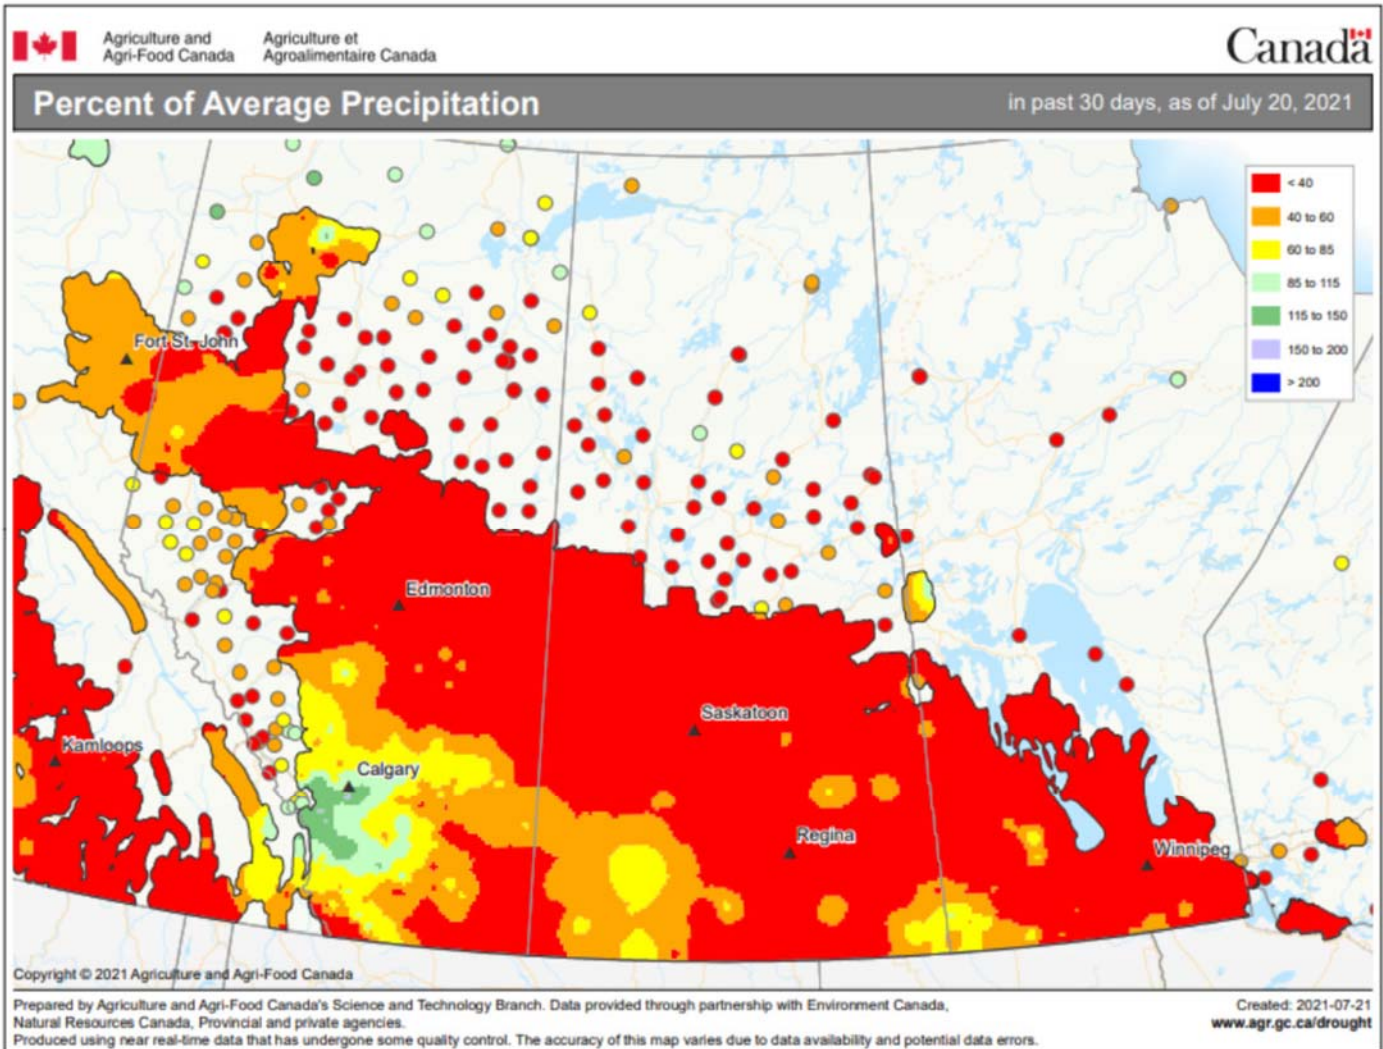 Agriculture and
Agri-Food Canada
Agriculture et
Agroalimentaire Canada
Canada
Percent of Average Precipitation
in past 30 days, as of July 20, 2021
< 40
40 to 60
60 to 85
85 to 115
115 to 150
150 to 200
> 200
Fort St. John
Edmonton
Saskatoon
Kamloops
Calgary
Regina
Winnipeg
Copyright © 2021 Agriculture and Agri-Food Canada
Prepared by Agriculture and Agri-Food Canada's Science and Technology Branch. Data provided through partnership with Environment Canada,
Natural Resources Canada, Provincial and private agencies.
Produced using near real-time data that has undergone some quality control. The accuracy of this map varies due to data availability and potential data errors.
Created: 2021-07-21
www.agr.gc.ca/drought